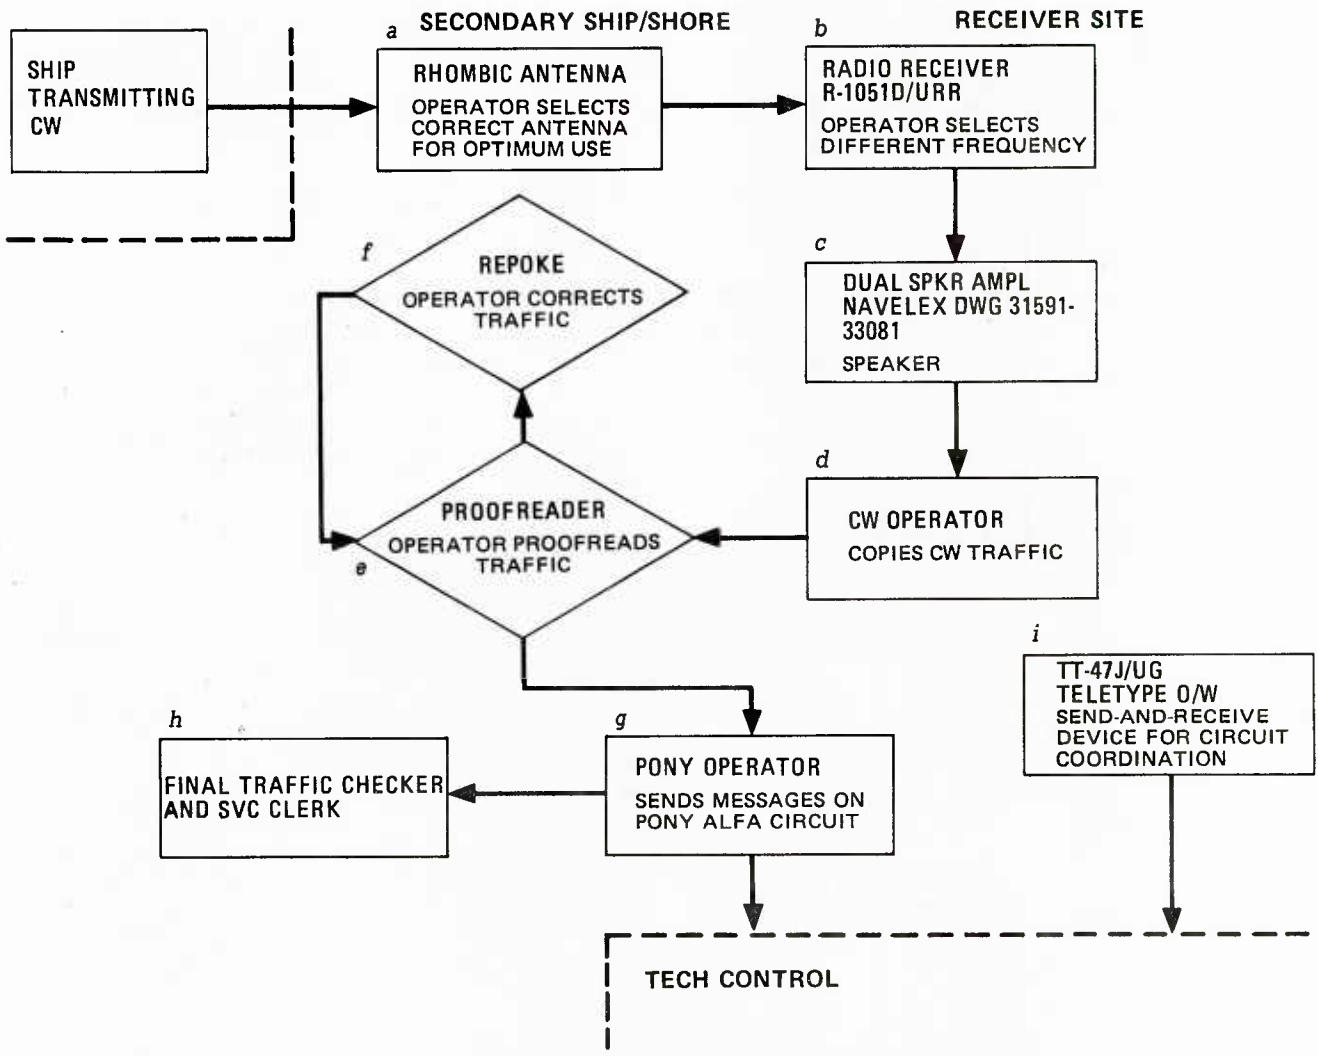 SECONDARY SHIP/SHORE
RECEIVER SITE
SHIP
TRANSMITTING
CW
a
RHOMBIC ANTENNA
OPERATOR SELECTS
CORRECT ANTENNA
FOR OPTIMUM USE
b
RADIO RECEIVER
R-1051D/URR
OPERATOR SELECTS
DIFFERENT FREQUENCY
c
DUAL SPKR AMPL
NAVELEX DWG 31591-
33081
SPEAKER
d
CW OPERATOR
COPIES CW TRAFFIC
e
PROOFREADER
OPERATOR PROOFREADS
TRAFFIC
f
REPOKE
OPERATOR CORRECTS
TRAFFIC
g
PONY OPERATOR
SENDS MESSAGES ON
PONY ALFA CIRCUIT
h
FINAL TRAFFIC CHECKER
AND SVC CLERK
i
TT-47J/UG
TELETYPE O/W
SEND-AND-RECEIVE
DEVICE FOR CIRCUIT
COORDINATION
TECH CONTROL